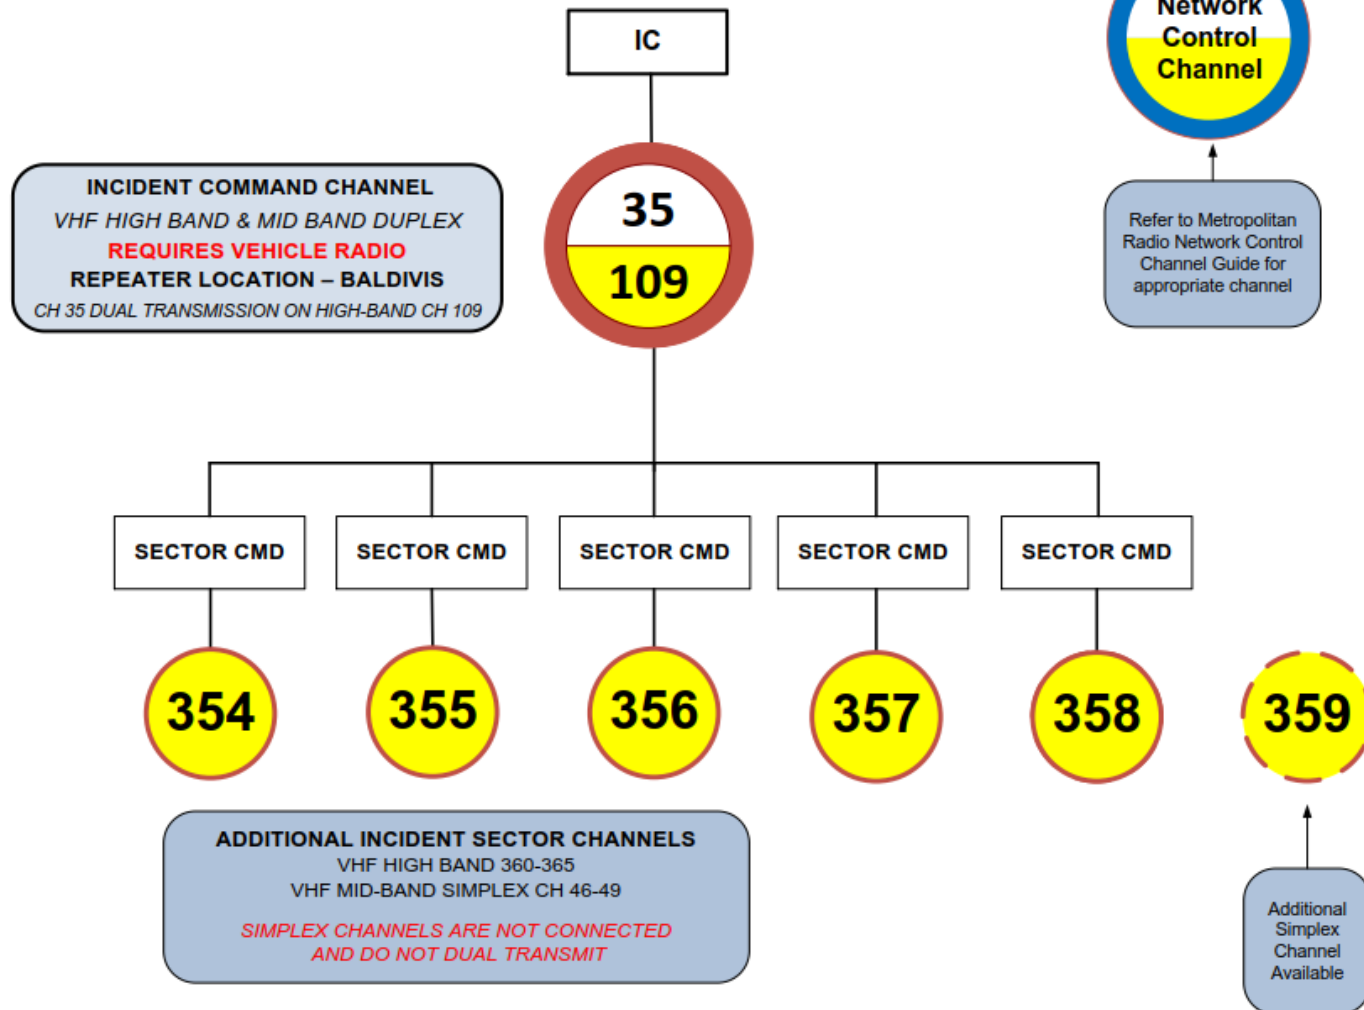 IC
Network
Control
Channel
INCIDENT COMMAND CHANNEL
VHF HIGH BAND & MID BAND DUPLEX
REQUIRES VEHICLE RADIO
REPEATER LOCATION – BALDIVIS
CH 35 DUAL TRANSMISSION ON HIGH-BAND CH 109
35
109
Refer to Metropolitan
Radio Network Control
Channel Guide for
appropriate channel
SECTOR CMD
SECTOR CMD
SECTOR CMD
SECTOR CMD
SECTOR CMD
354
355
356
357
358
359
ADDITIONAL INCIDENT SECTOR CHANNELS
VHF HIGH BAND 360-365
VHF MID-BAND SIMPLEX CH 46-49
SIMPLEX CHANNELS ARE NOT CONNECTED
AND DO NOT DUAL TRANSMIT
Additional
Simplex
Channel
Available